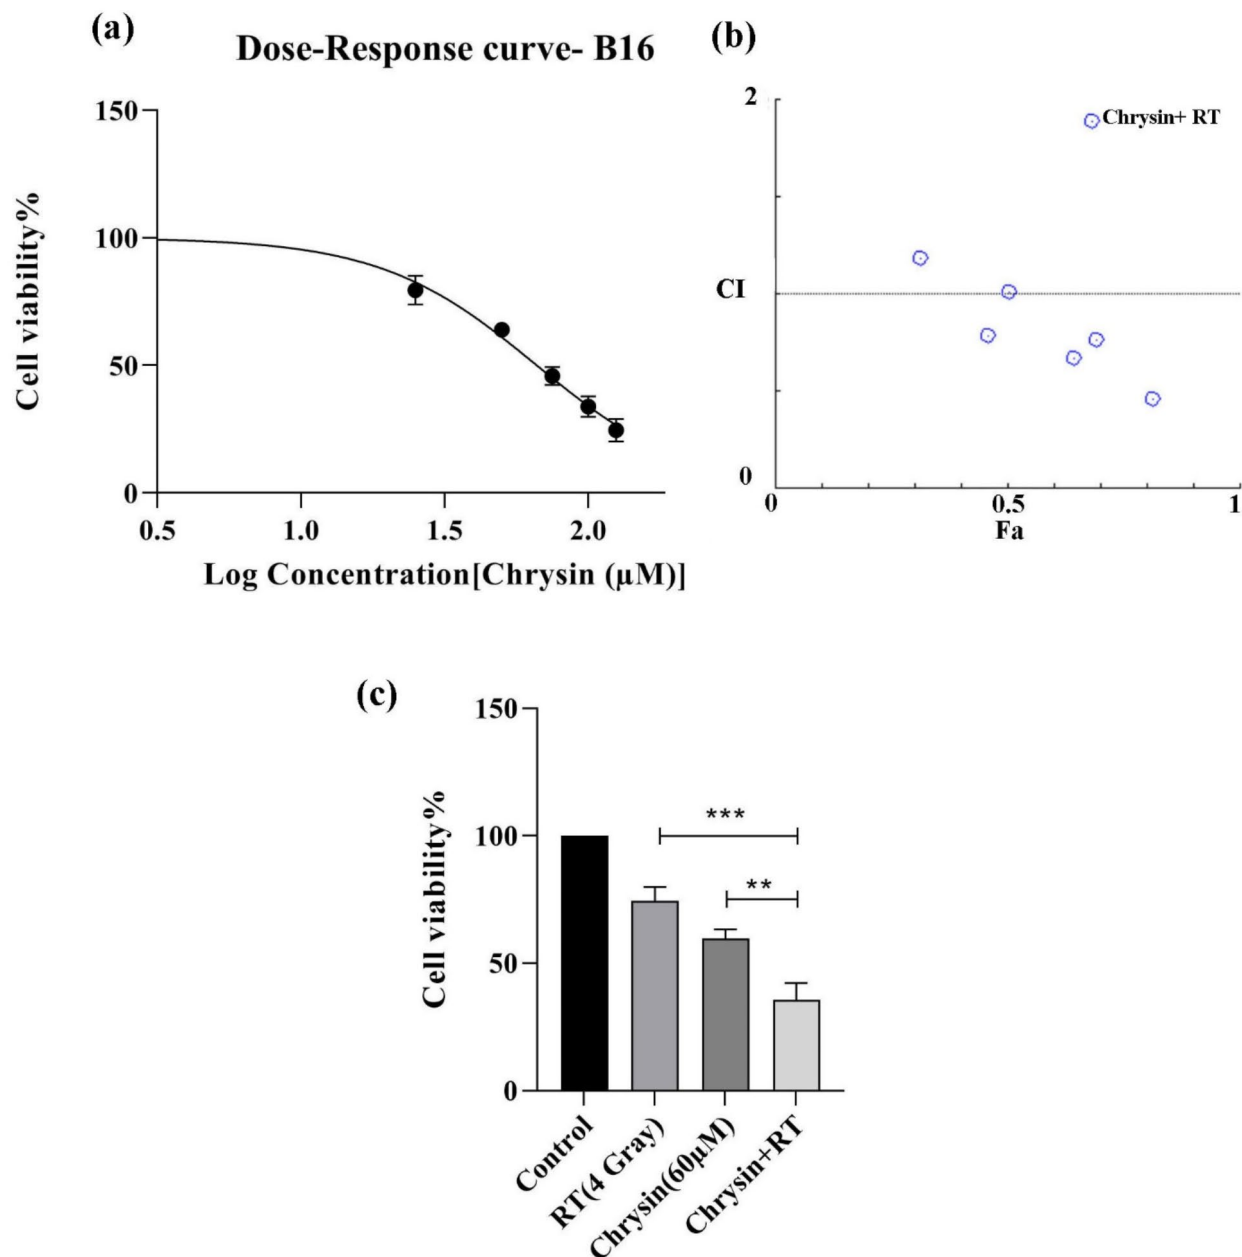 (a)
Dose-Response curve- B16
150
100
50
0
Cell viability%
0.5 1.0 1.5 2.0
Log Concentration[Chrysin (µM)]
(b)
2
Chrysin+ RT
CI
0
0 0.5 1
Fa
(c)
150
***
100
**
50
0
Cell viability%
Control
RT(4 Gray)
Chrysin(60µM)
Chrysin+RT